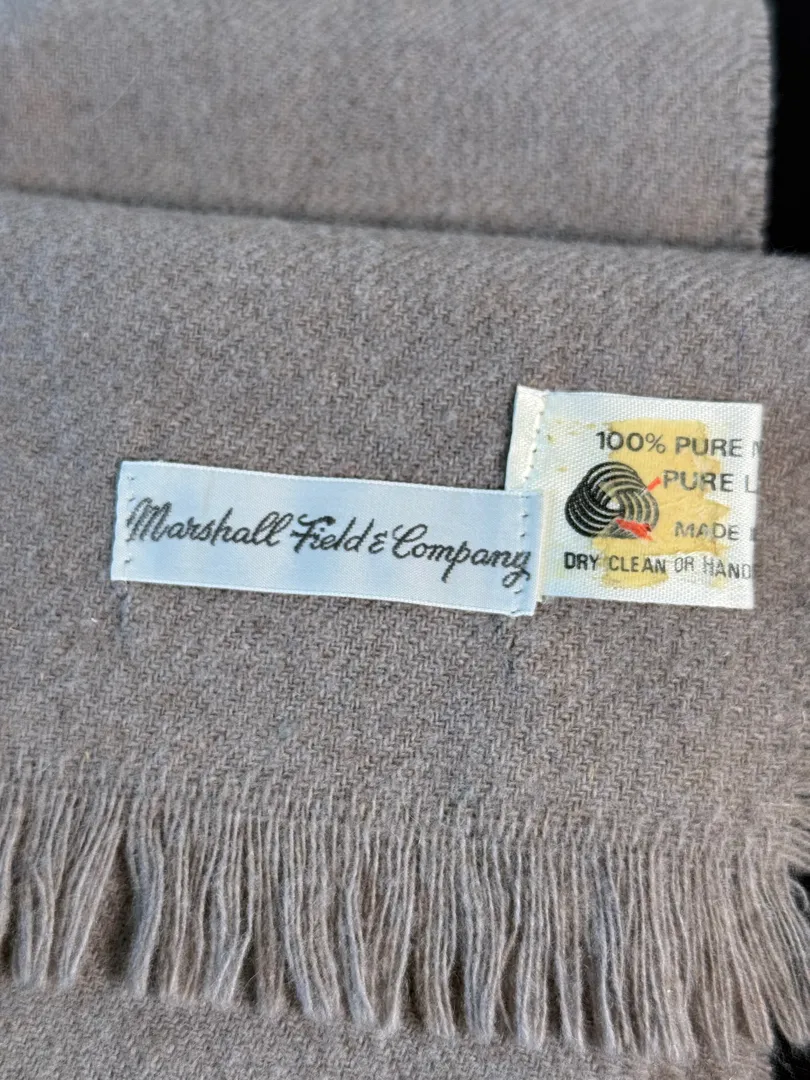 Marshall Field & Company
100% PURE
PURE
MADE
DRY CLEAN OR HAND